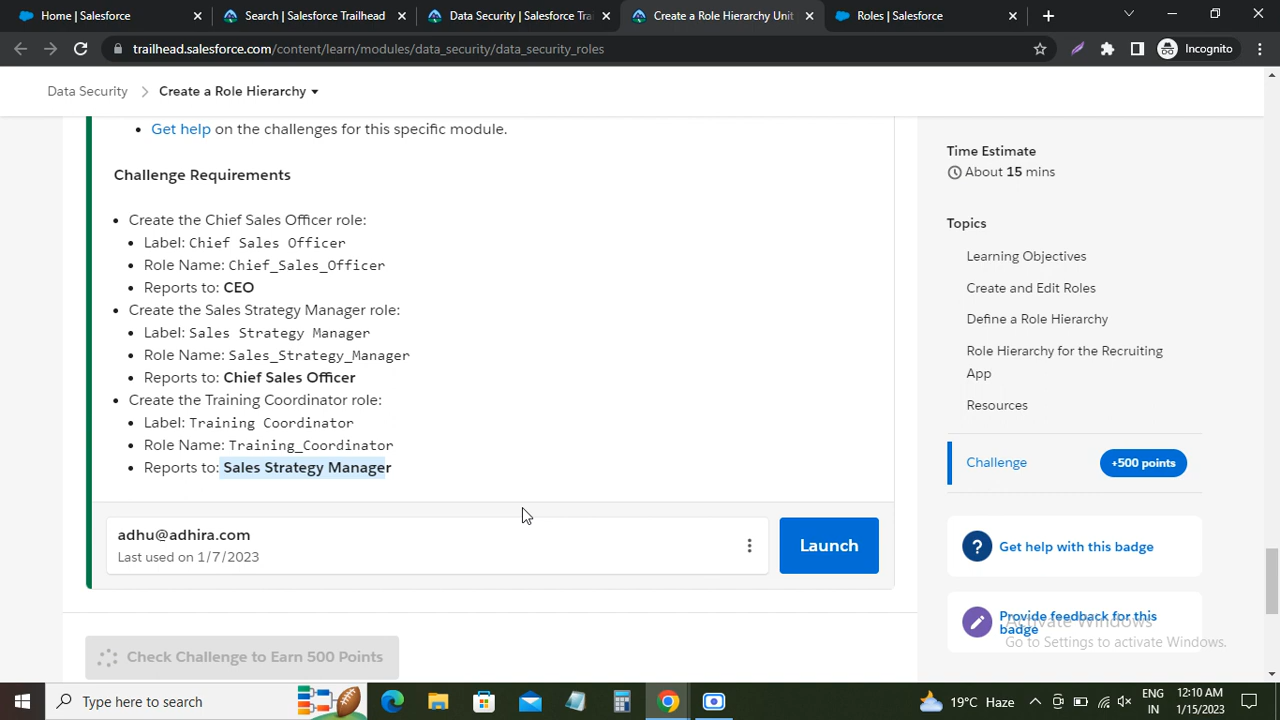 Home | Salesforce
Search | Salesforce Trailhead
Data Security | Salesforce Tra
Create a Role Hierarchy Unit
Roles | Salesforce
trailhead.salesforce.com/content/learn/modules/data_security/data_security_roles
Incognito
Data Security
Create a Role Hierarchy
Get help on the challenges for this specific module.
Challenge Requirements
Create the Chief Sales Officer role:
Label: Chief Sales Officer
Role Name: Chief_Sales_Officer
Reports to: CEO
Create the Sales Strategy Manager role:
Label: Sales Strategy Manager
Role Name: Sales_Strategy_Manager
Reports to: Chief Sales Officer
Create the Training Coordinator role:
Label: Training Coordinator
Role Name: Training_Coordinator
Reports to: Sales Strategy Manager
adhu@adhira.com
Last used on 1/7/2023
Launch
Check Challenge to Earn 500 Points
Time Estimate
About 15 mins
Topics
Learning Objectives
Create and Edit Roles
Define a Role Hierarchy
Role Hierarchy for the Recruiting
App
Resources
Challenge
+500 points
Get help with this badge
Provide feedback for this
badge
Activate Windows
Go to Settings to activate Windows.
Type here to search
19°C Haze
ENG
IN
12:10 AM
1/15/2023